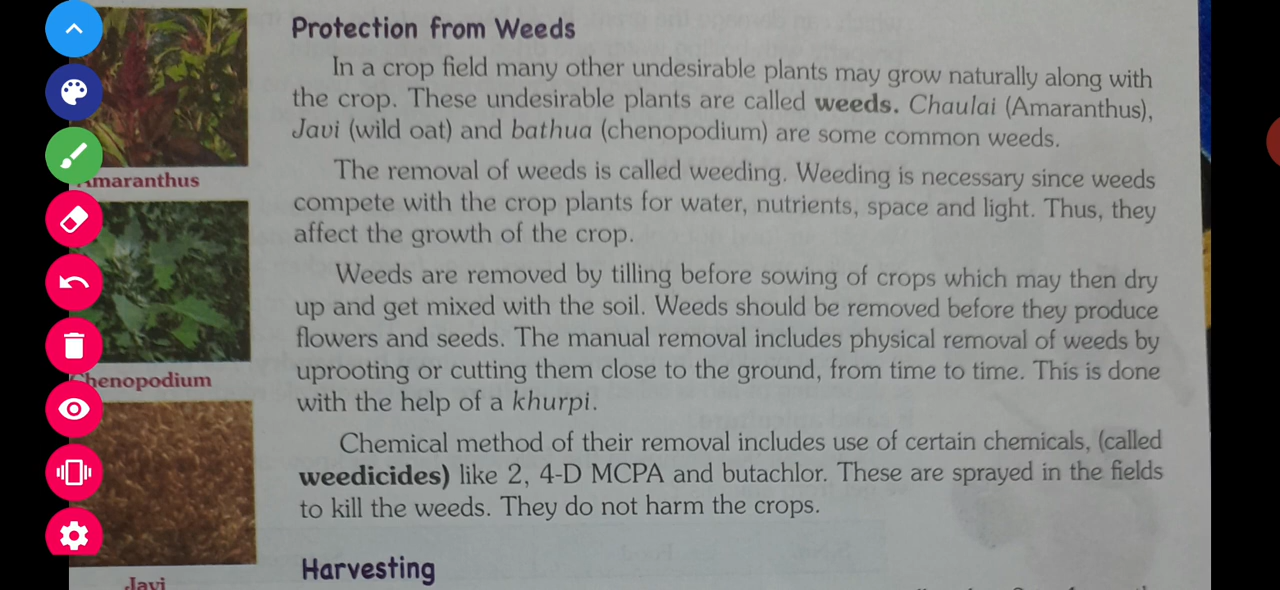 Protection from Weeds
In a crop field many other undesirable plants may grow naturally along with
the crop. These undesirable plants are called weeds. Chaulai (Amaranthus),
Javi (wild oat) and bathua (chenopodium) are some common weeds.
The removal of weeds is called weeding. Weeding is necessary since weeds
compete with the crop plants for water, nutrients, space and light. Thus, they
affect the growth of the crop.
Weeds are removed by tilling before sowing of crops which may then dry
up and get mixed with the soil. Weeds should be removed before they produce
flowers and seeds. The manual removal includes physical removal of weeds by
uprooting or cutting them close to the ground, from time to time. This is done
with the help of a khurpi.
Chemical method of their removal includes use of certain chemicals, (called
weedicides) like 2, 4-D MCPA and butachlor. These are sprayed in the fields
to kill the weeds. They do not harm the crops.
Harvesting
Amaranthus
Chenopodium
Javi